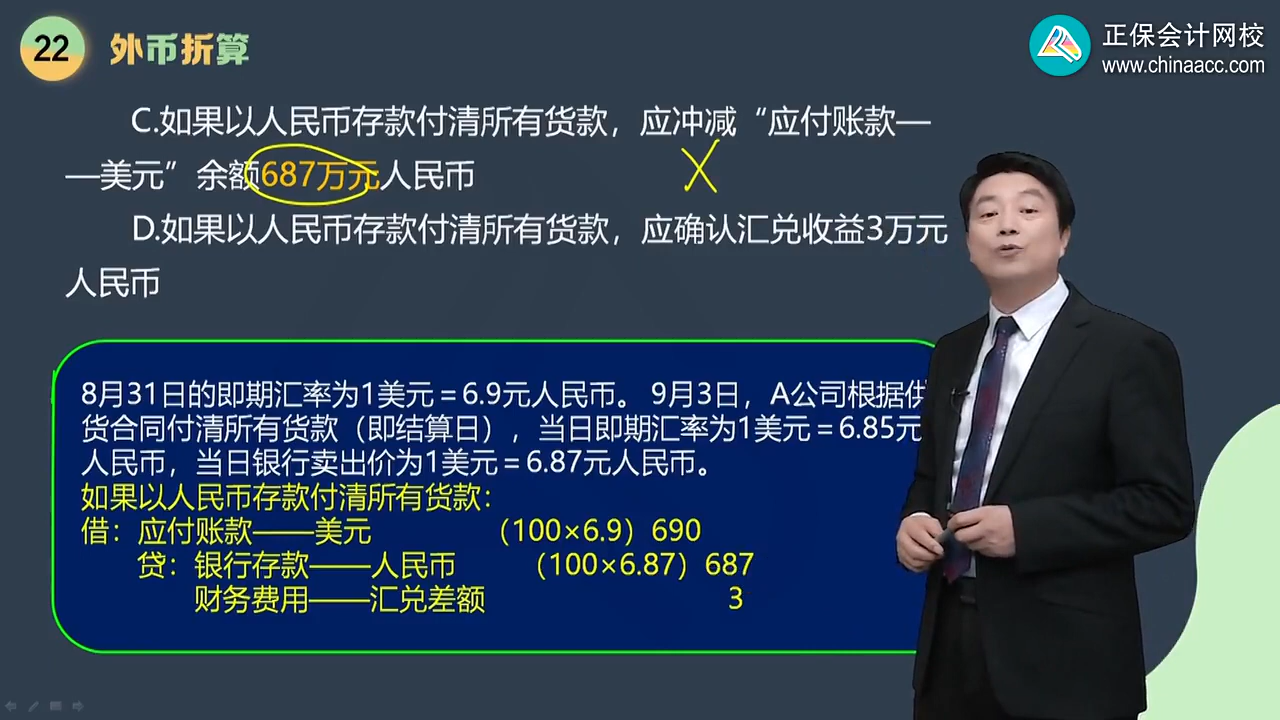 22 外币折算
正保会计网校
www.chinaacc.com
C.如果以人民币存款付清所有货款，应冲减“应付账款—
—美元”余额687万元人民币
D.如果以人民币存款付清所有货款，应确认汇兑收益3万元
人民币
8月31日的即期汇率为1美元＝6.9元人民币。 9月3日，A公司根据供
货合同付清所有货款（即结算日），当日即期汇率为1美元＝6.85元
人民币，当日银行卖出价为1美元＝6.87元人民币。
如果以人民币存款付清所有货款：
借：应付账款——美元 （100×6.9）690
贷：银行存款——人民币 （100×6.87）687
财务费用——汇兑差额 3